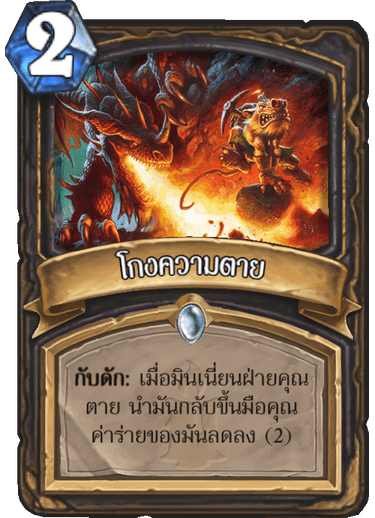 2
โกงความตาย
กับดัก: เมื่อมินเนี่ยนฝ่ายคุณ
ตาย นำมันกลับขึ้นมือคุณ
ค่าร่ายของมันลดลง (2)